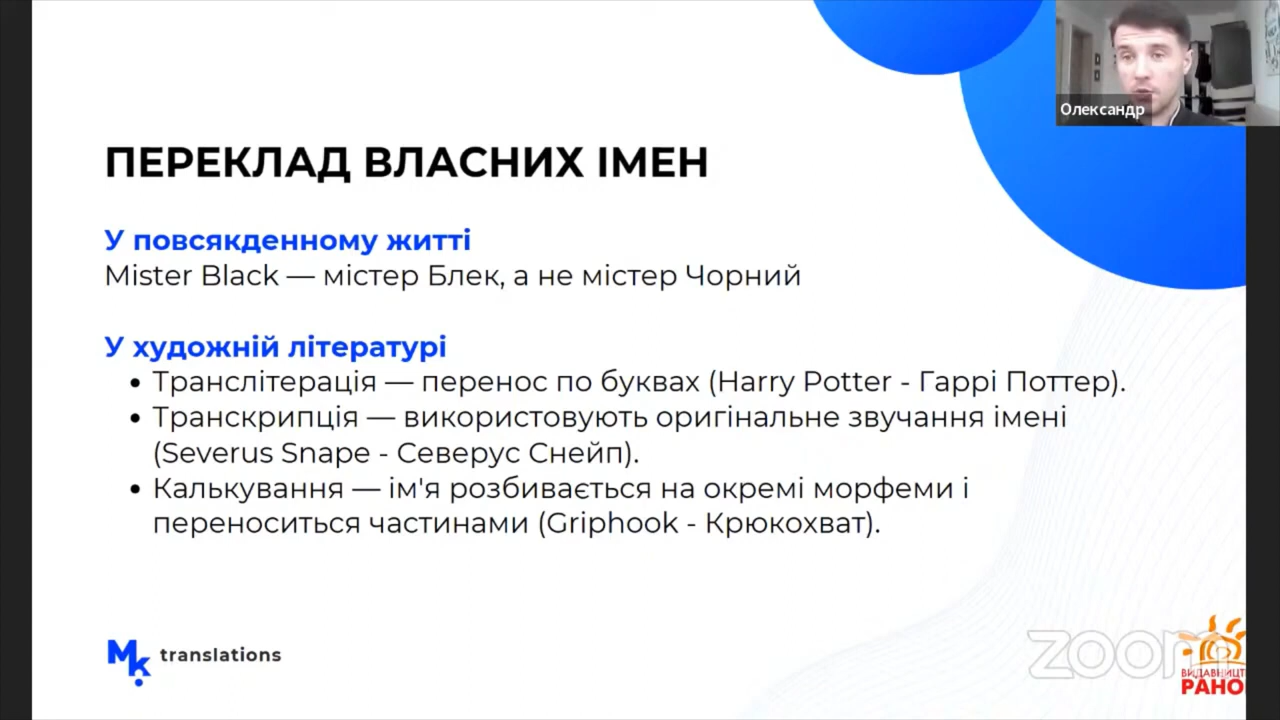 Олександр
ПЕРЕКЛАД ВЛАСНИХ ІМЕН
У повсякденному житті
Mister Black — містер Блек, а не містер Чорний
У художній літературі
• Транслітерація — перенос по буквах (Harry Potter - Гаррі Поттер).
• Транскрипція — використовують оригінальне звучання імені
(Severus Snape - Северус Снейп).
• Калькування — ім'я розбивається на окремі морфеми і
переноситься частинами (Griphook - Крюкохват).
Mk translations
zoom
ВИДАВНИЦТ
РАНО